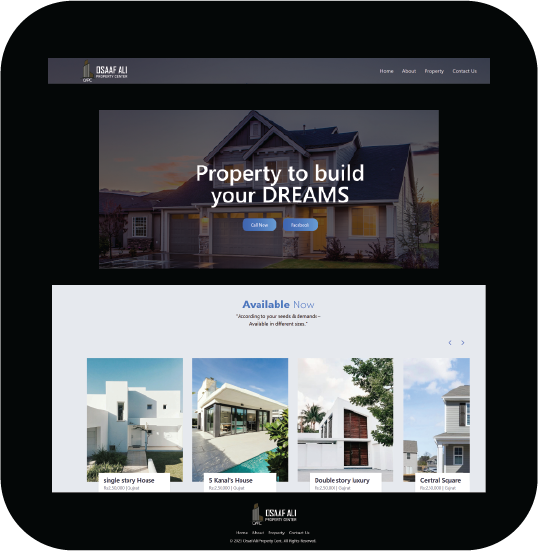 OSAAF ALI
PROPERTY CENTER
Home About Property Contact Us
Property to build
your DREAMS
Call Now Facebook
Available Now
"According to your needs & demands–
Available in different sizes."
single story House
5 Kanal's House
Double story luxury
Central Square
Rs:2,50,000 | Gujrat
Rs:2,50,000 | Gujrat
Rs:2,50,000 | Gujrat
Rs:2,50,000 | Gujrat
OSAAF ALI
PROPERTY CENTER
Home About Property Contact Us
© 2021 Osaaf Ali Property Cent. All Rights Reserved.